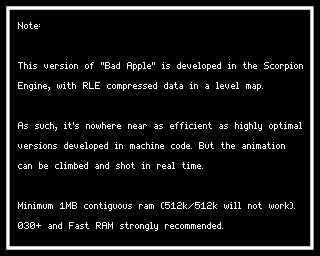 Note:
This version of "Bad Apple" is developed in the Scorpion
Engine, with RLE compressed data in a level map.
As such, it's nowhere near as efficient as highly optimal
versions developed in machine code. But the animation
can be climbed and shot in real time.
Minimum 1MB contiguous ram (512k/512k will not work).
030+ and Fast RAM strongly recommended.